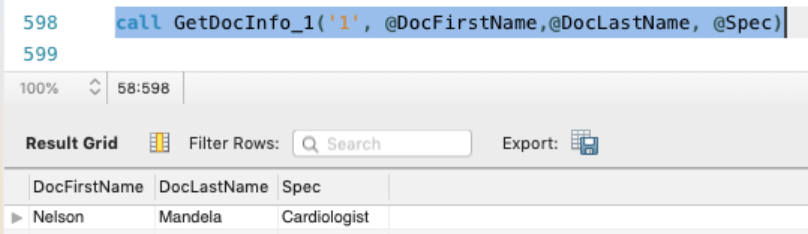 598 call GetDocInfo_1('1', @DocFirstName,@DocLastName, @Spec)
599
100% 58:598
Result Grid Filter Rows: Search Export:
DocFirstName DocLastName Spec
Nelson Mandela Cardiologist